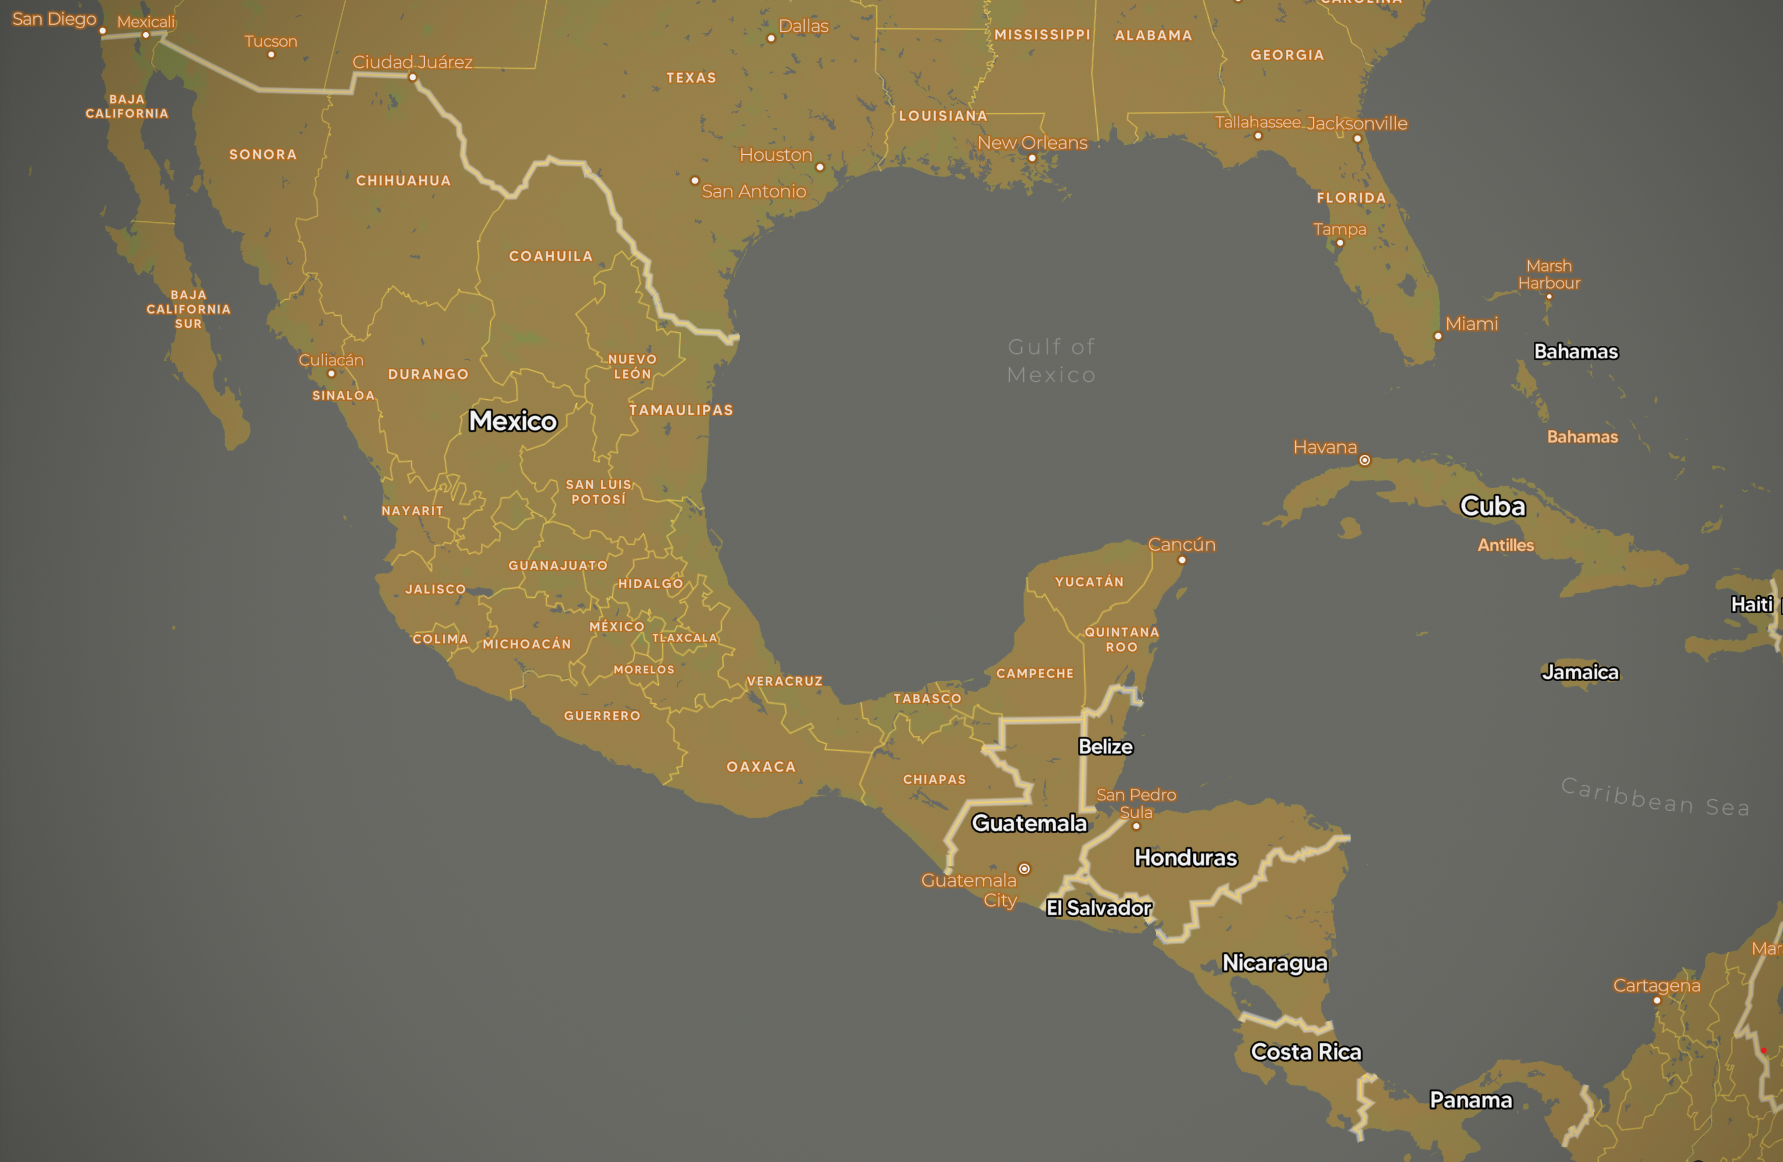 CAROLINA
San Diego
Mexicali
Dallas
MISSISSIPPI
ALABAMA
Tucson
GEORGIA
Ciudad Juárez
TEXAS
BAJA
CALIFORNIA
LOUISIANA
Tallahassee
Jacksonville
New Orleans
SONORA
Houston
CHIHUAHUA
San Antonio
FLORIDA
Tampa
COAHUILA
Marsh
Harbour
BAJA
CALIFORNIA
SUR
Miami
Gulf of
Mexico
Bahamas
Culiacán
NUEVO
LEÓN
DURANGO
SINALOA
TAMAULIPAS
Mexico
Bahamas
Havana
SAN LUIS
POTOSÍ
Cuba
NAYARIT
Cancún
Antilles
GUANAJUATO
YUCATÁN
HIDALGO
JALISCO
Haiti
MÉXICO
QUINTANA
ROO
COLIMA
MICHOACÁN
TLAXCALA
MORELOS
CAMPECHE
Jamaica
VERACRUZ
TABASCO
GUERRERO
Belize
OAXACA
CHIAPAS
San Pedro
Sula
Caribbean Sea
Guatemala
Honduras
Guatemala
City
El Salvador
Mar
Nicaragua
Cartagena
Costa Rica
Panama